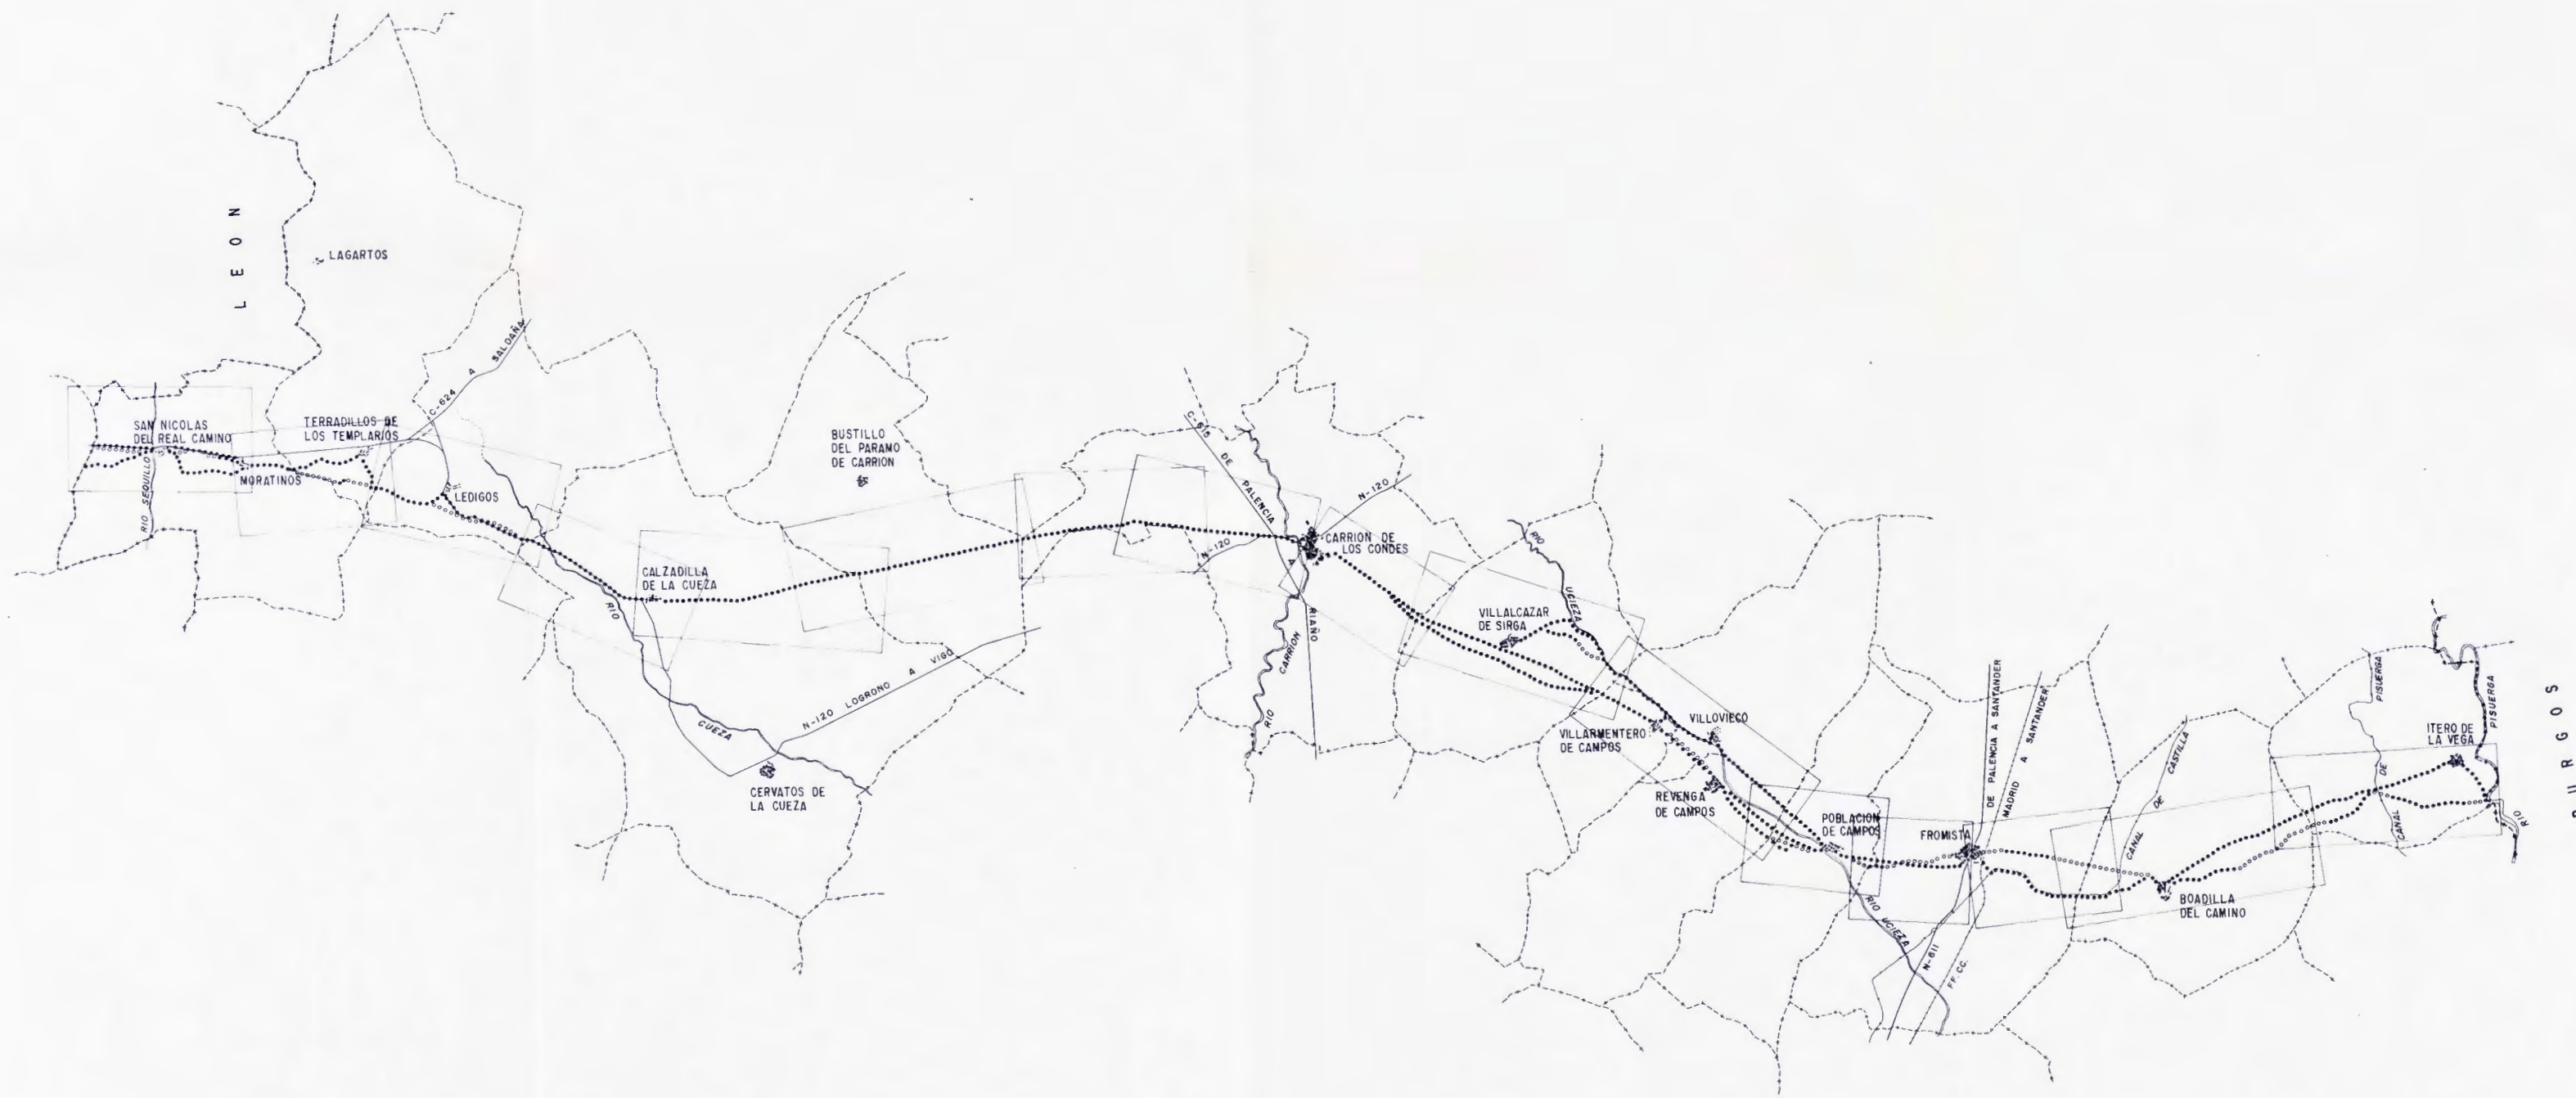 LEON
LAGARTOS
C-624 A SALDAÑA
SAN NICOLAS
DEL REAL CAMINO
TERRADILLOS DE
LOS TEMPLARIOS
MORATINOS
RIO SEQUILLO
LEDIGOS
BUSTILLO
DEL PARAMO
DE CARRION
CALZADILLA
DE LA CUEZA
RIO
CUEZA
N-120 LOGROÑO A VIGO
CERVATOS DE
LA CUEZA
C-615 DE PALENCIA
A
RIAÑO
N-120
N-120
CARRION DE
LOS CONDES
RIO CARRION
RIO
UCIEZA
VILLALCAZAR
DE SIRGA
VILLARMENTERO
DE CAMPOS
VILLOVIECO
REVENGA
DE CAMPOS
POBLACION
DE CAMPOS
FROMISTA
DE PALENCIA A SANTANDER
MADRID A SANTANDER
RIO UCIEZA
N-611
FF.CC.
CANAL DE CASTILLA
BOADILLA
DEL CAMINO
PISUERGA
DE
CANAL
ITERO DE
LA VEGA
PISUERGA
RIO
BURGOS